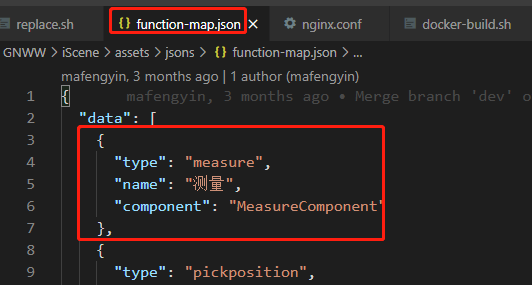 replace.sh
{} function-map.json ×
nginx.conf
docker-build.sh
GNWW > iScene > assets > jsons > {} function-map.json > ...
mafengyin, 3 months ago | 1 author (mafengyin)
1 { mafengyin, 3 months ago • Merge branch 'dev' o
2 "data": [
3 {
4 "type": "measure",
5 "name": "测量",
6 "component": "MeasureComponent"
7 },
8 {
9 "type": "pickposition",